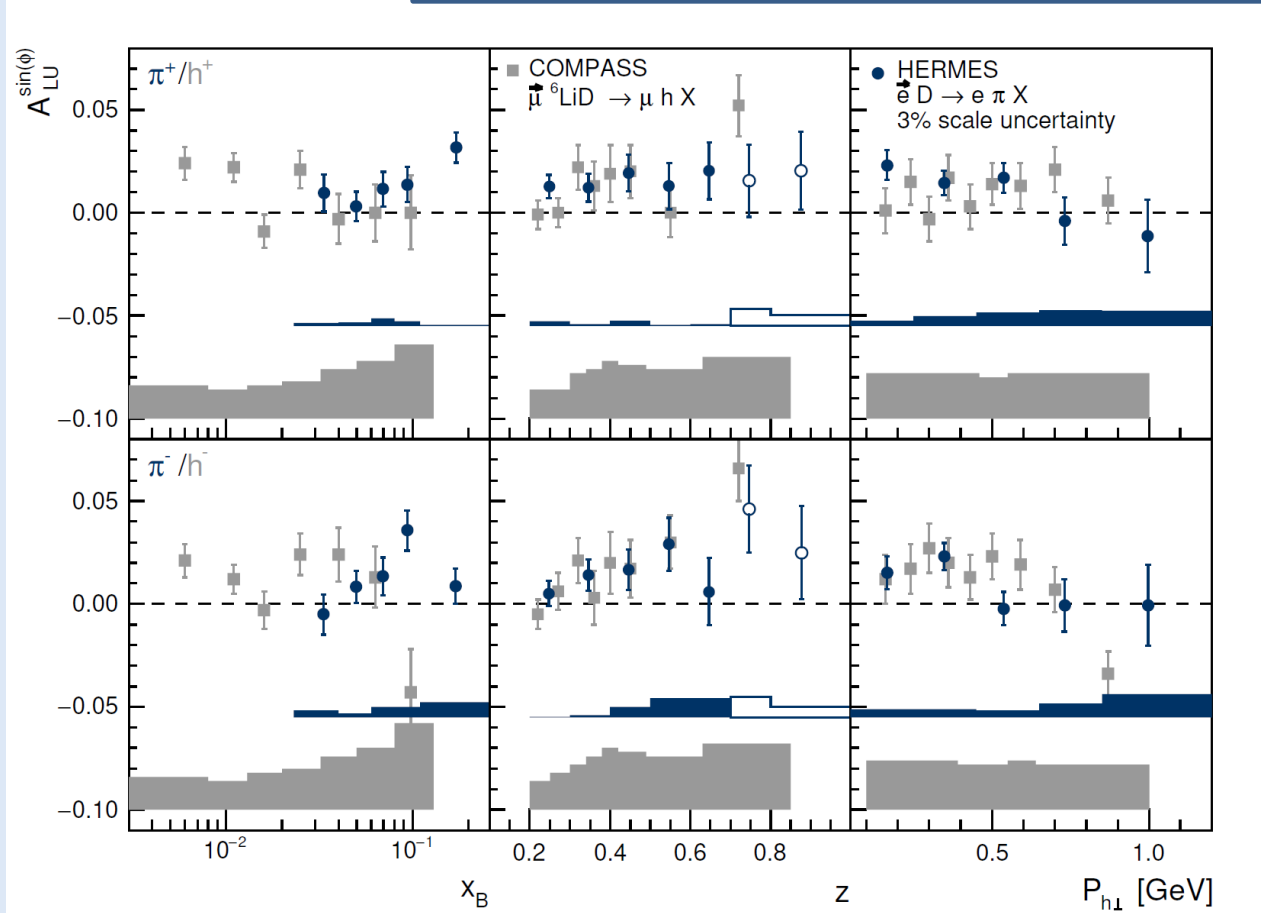 A_LU^sin(ϕ)
π⁺/h⁺
COMPASS
μ ⁶LiD → μ h X
HERMES
e D → e π X
3% scale uncertainty
0.05
0.00
−0.05
−0.10
π⁻/h⁻
0.05
0.00
−0.05
−0.10
10⁻² 10⁻¹ 0.2 0.4 0.6 0.8 0.5 1.0
x_B z P_h⊥ [GeV]